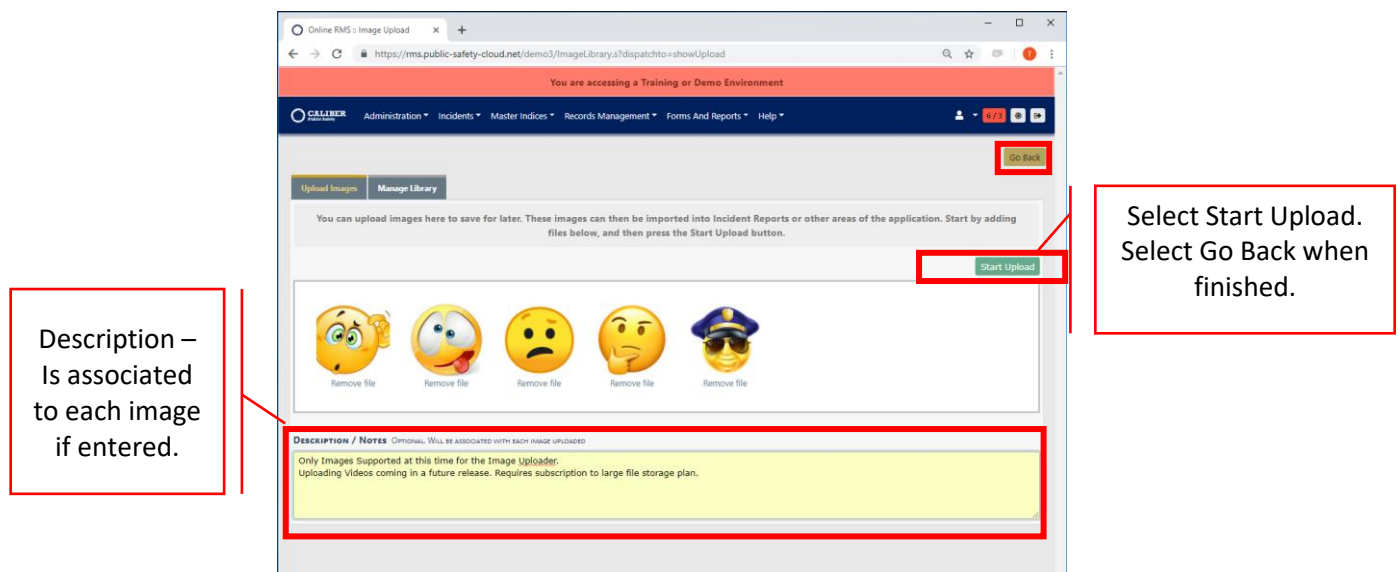 Online RMS :: Image Upload
https://rms.public-safety-cloud.net/demo3/ImageLibrary.s?dispatchto=showUpload
You are accessing a Training or Demo Environment
CALIBER
Public Safety
Administration Incidents Master Indices Records Management Forms And Reports Help
6/3
Go Back
Upload Images Manage Library
You can upload images here to save for later. These images can then be imported into Incident Reports or other areas of the application. Start by adding
files below, and then press the Start Upload button.
Start Upload
Select Start Upload.
Select Go Back when
finished.
Remove file Remove file Remove file Remove file Remove file
Description –
Is associated
to each image
if entered.
DESCRIPTION / NOTES OPTIONAL. WILL BE ASSOCIATED WITH EACH IMAGE UPLOADED
Only Images Supported at this time for the Image Uploader.
Uploading Videos coming in a future release. Requires subscription to large file storage plan.